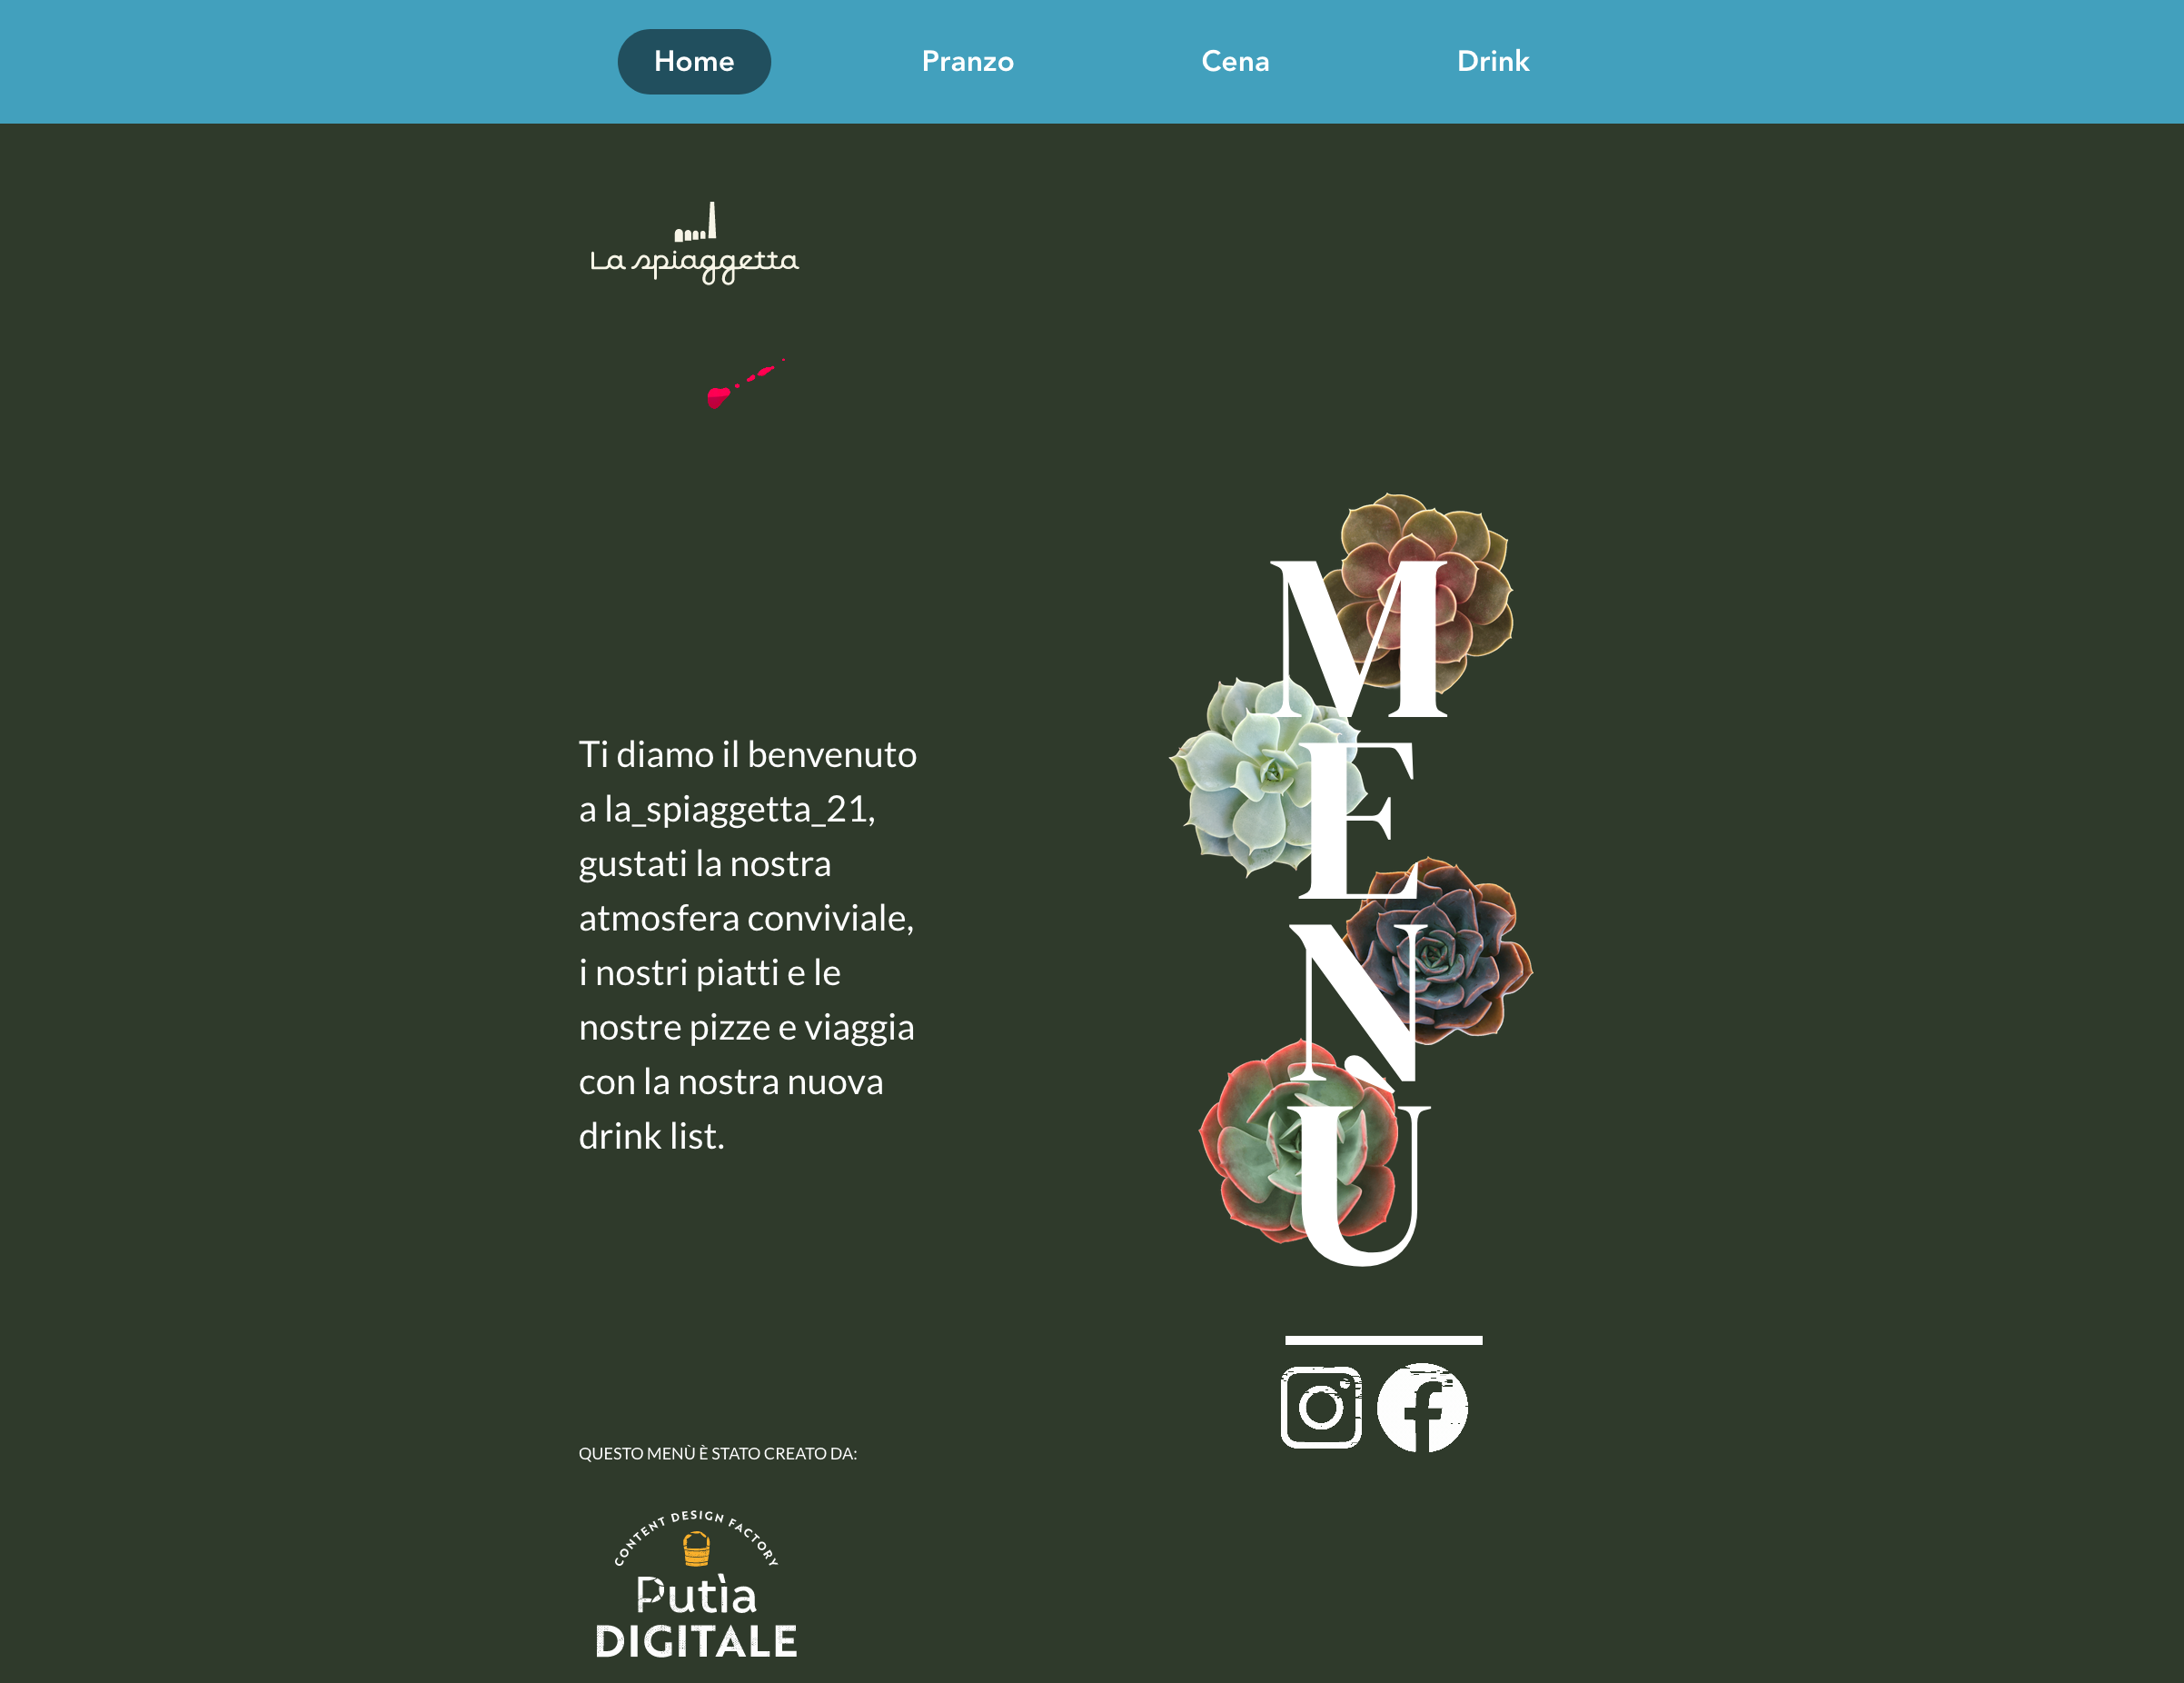 Home Pranzo Cena Drink
La spiaggetta
Ti diamo il benvenuto
a la_spiaggetta_21,
gustati la nostra
atmosfera conviviale,
i nostri piatti e le
nostre pizze e viaggia
con la nostra nuova
drink list.
M
E
N
U
QUESTO MENÙ È STATO CREATO DA:
CONTENT DESIGN FACTORY
Putìa
DIGITALE